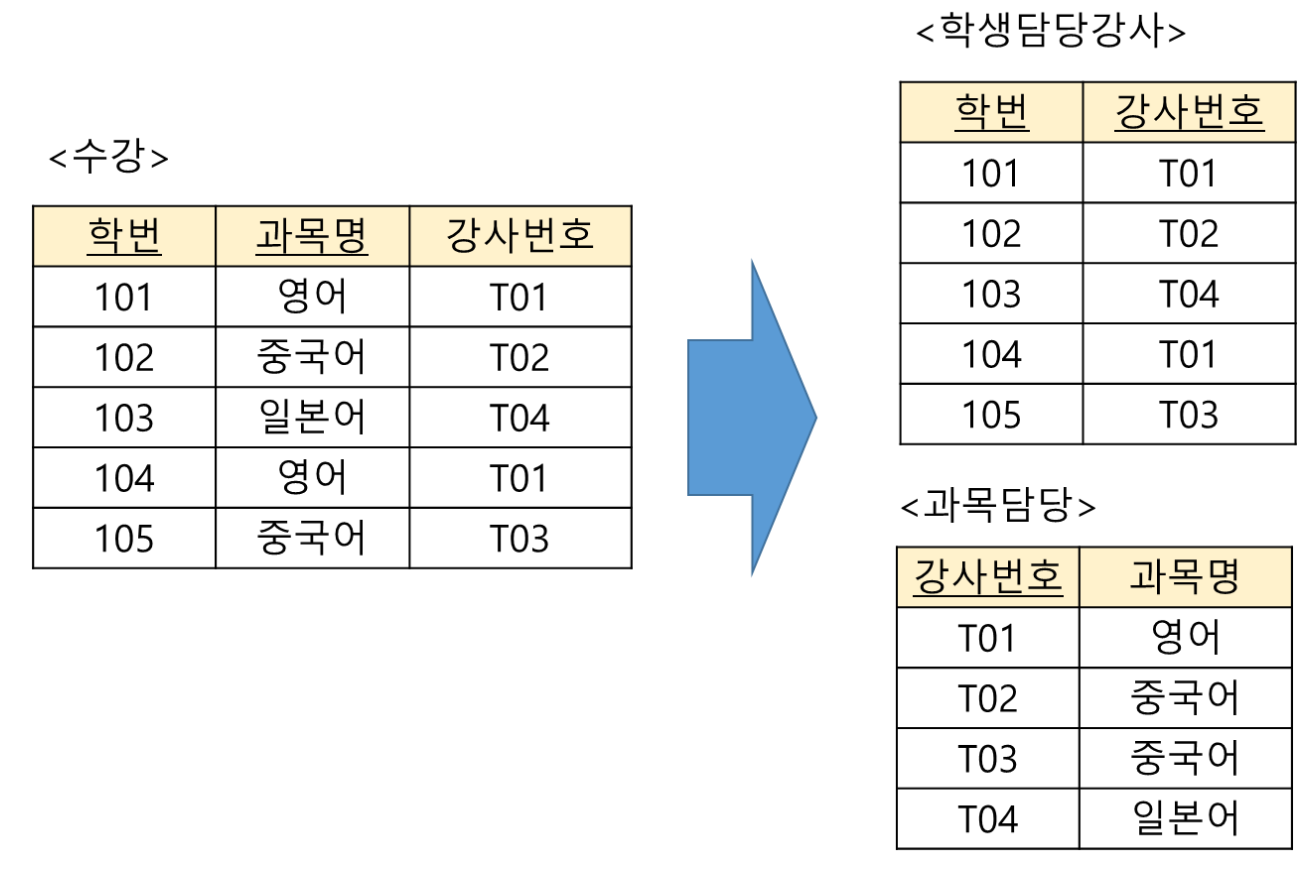 <수강>
학번 과목명 강사번호
101 영어 T01
102 중국어 T02
103 일본어 T04
104 영어 T01
105 중국어 T03
<학생담당강사>
학번 강사번호
101 T01
102 T02
103 T04
104 T01
105 T03
<과목담당>
강사번호 과목명
T01 영어
T02 중국어
T03 중국어
T04 일본어